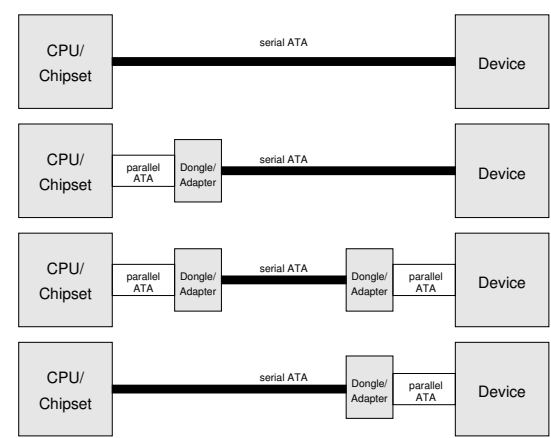 serial ATA
CPU/
Chipset
Device
serial ATA
CPU/
Chipset
parallel
ATA
Dongle/
Adapter
Device
serial ATA
CPU/
Chipset
parallel
ATA
Dongle/
Adapter
Dongle/
Adapter
parallel
ATA
Device
serial ATA
CPU/
Chipset
Dongle/
Adapter
parallel
ATA
Device